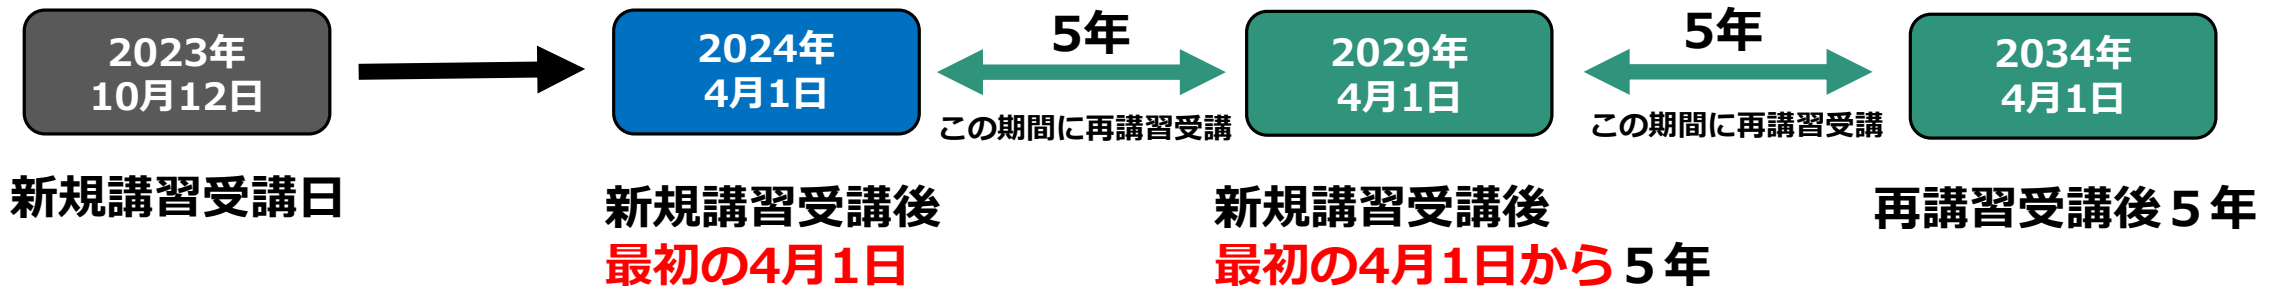 2023年
10月12日
新規講習受講日
2024年
4月1日
新規講習受講後
最初の4月1日
5年
この期間に再講習受講
2029年
4月1日
新規講習受講後
最初の4月1日から５年
5年
この期間に再講習受講
2034年
4月1日
再講習受講後５年